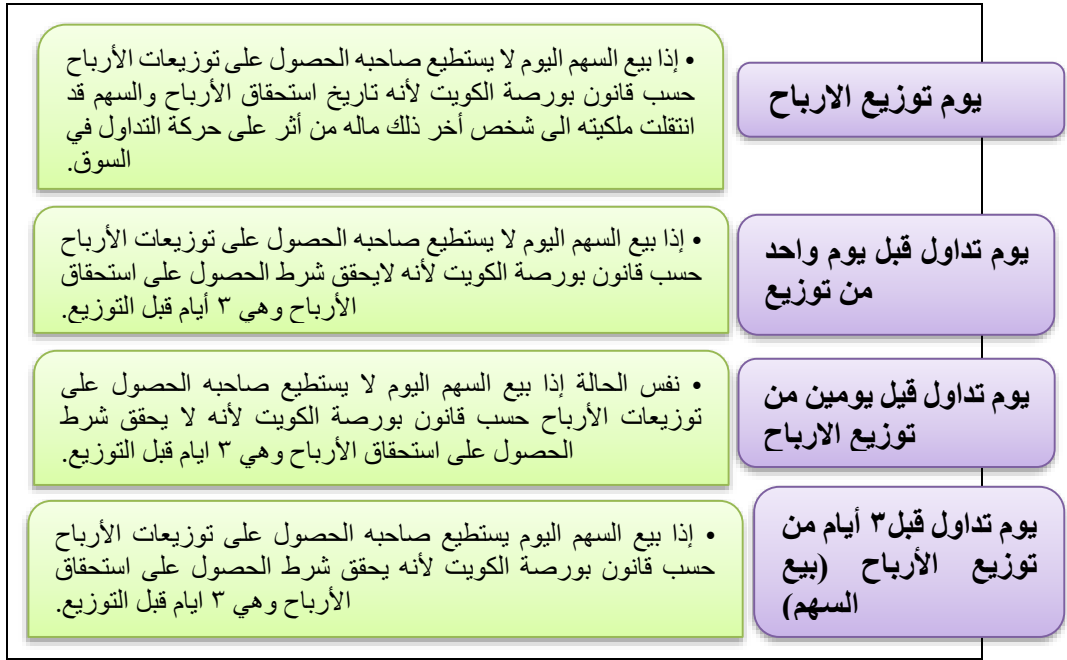 يوم توزيع الارباح
• إذا بيع السهم اليوم لا يستطيع صاحبه الحصول على توزيعات الأرباح
حسب قانون بورصة الكويت لأنه تاريخ استحقاق الأرباح والسهم قد
انتقلت ملكيته الى شخص أخر ذلك ماله من أثر على حركة التداول في
السوق.
يوم تداول قبل يوم واحد
من توزيع
• إذا بيع السهم اليوم لا يستطيع صاحبه الحصول على توزيعات الأرباح
حسب قانون بورصة الكويت لأنه لايحقق شرط الحصول على استحقاق
الأرباح وهي ٣ أيام قبل التوزيع.
يوم تداول قيل يومين من
توزيع الارباح
• نفس الحالة إذا بيع السهم اليوم لا يستطيع صاحبه الحصول على
توزيعات الأرباح حسب قانون بورصة الكويت لأنه لا يحقق شرط
الحصول على استحقاق الأرباح وهي ٣ ايام قبل التوزيع.
يوم تداول قبل٣ أيام من
توزيع الأرباح (بيع
السهم)
• إذا بيع السهم اليوم يستطيع صاحبه الحصول على توزيعات الأرباح
حسب قانون بورصة الكويت لأنه يحقق شرط الحصول على استحقاق
الأرباح وهي ٣ ايام قبل التوزيع.